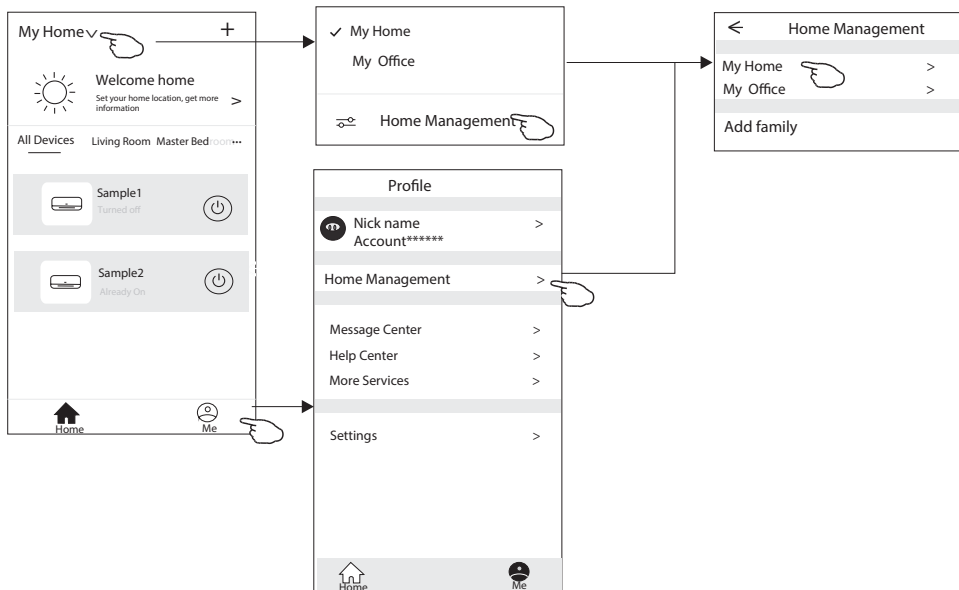 My Home
+
Welcome home
Set your home location, get more
information
>
All Devices Living Room Master Bedroom...
Sample1
Turned off
Sample2
Already On
Home
Me
✓ My Home
My Office
Home Management
Profile
Nick name >
Account******
Home Management >
Message Center >
Help Center >
More Services >
Settings >
Home
Me
Home Management
My Home >
My Office >
Add family